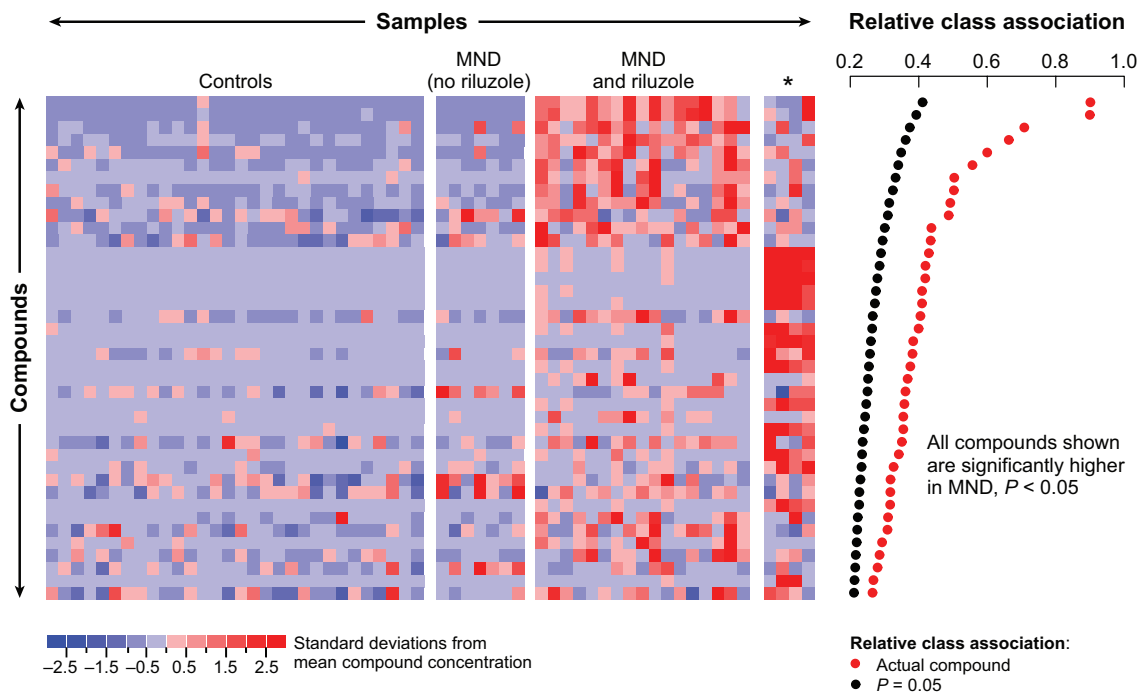 Samples
Relative class association
Controls
MND
(no riluzole)
MND
and riluzole
*
0.2 0.4 0.6 0.8 1.0
Compounds
All compounds shown
are significantly higher
in MND, P < 0.05
–2.5 –1.5 –0.5 0.5 1.5 2.5
Standard deviations from
mean compound concentration
Relative class association:
Actual compound
P = 0.05